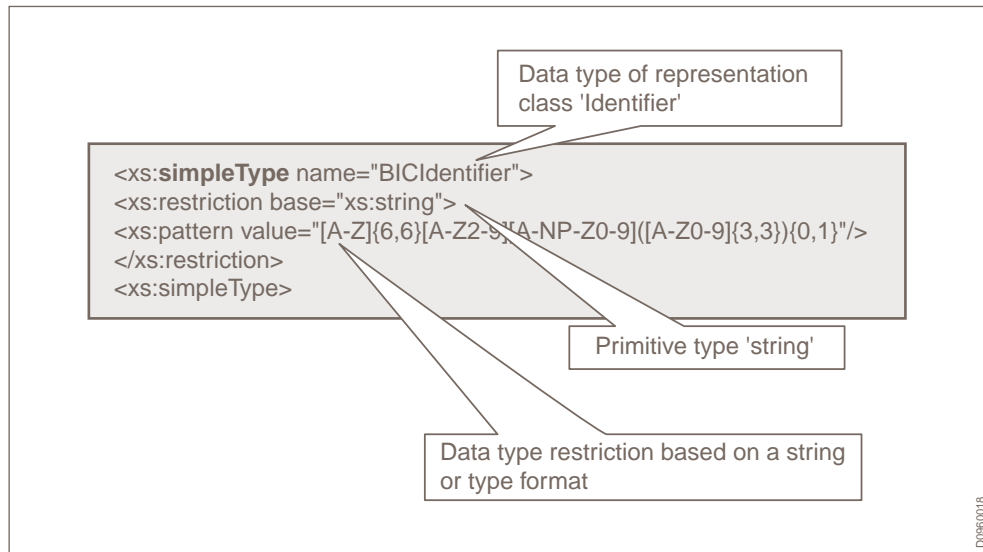 Data type of representation
class 'Identifier'
<xs:simpleType name="BICIdentifier">
<xs:restriction base="xs:string">
<xs:pattern value="[A-Z]{6,6}[A-Z2-9][A-NP-Z0-9]([A-Z0-9]{3,3}){0,1}"/>
</xs:restriction>
<xs:simpleType>
Primitive type 'string'
Data type restriction based on a string
or type format
D0960018